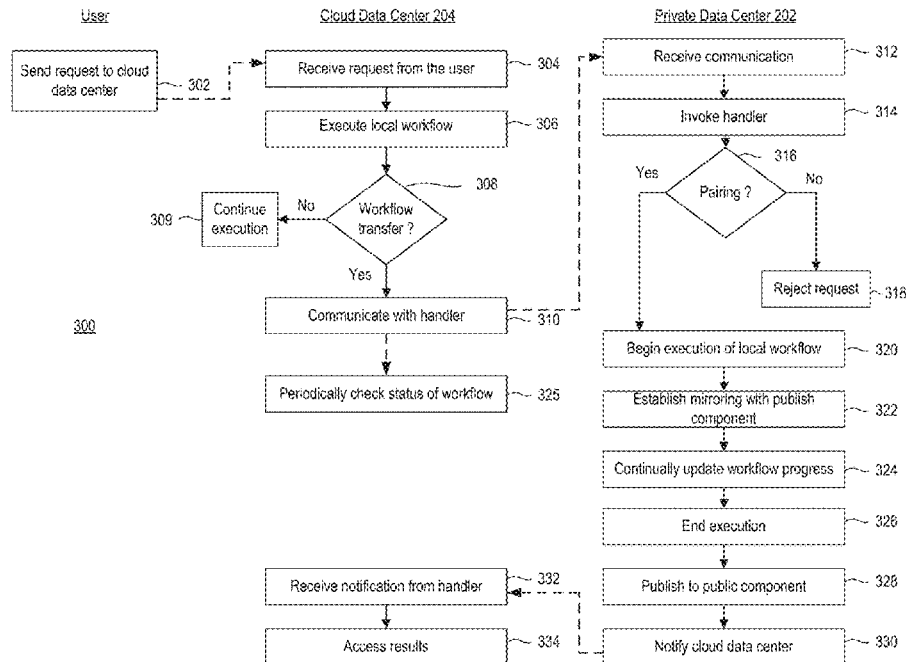 User
Cloud Data Center 204
Private Data Center 202
Send request to cloud
data center
302
Receive request from the user
304
Execute local workflow
306
Workflow
transfer ?
308
No
Continue
execution
309
Yes
Communicate with handler
310
Periodically check status of workflow
325
300
Receive communication
312
Invoke handler
314
Pairing ?
316
Yes
No
Reject request
318
Begin execution of local workflow
320
Establish mirroring with publish
component
322
Continually update workflow progress
324
End execution
326
Publish to public component
328
Notify cloud data center
330
Receive notification from handler
332
Access results
334